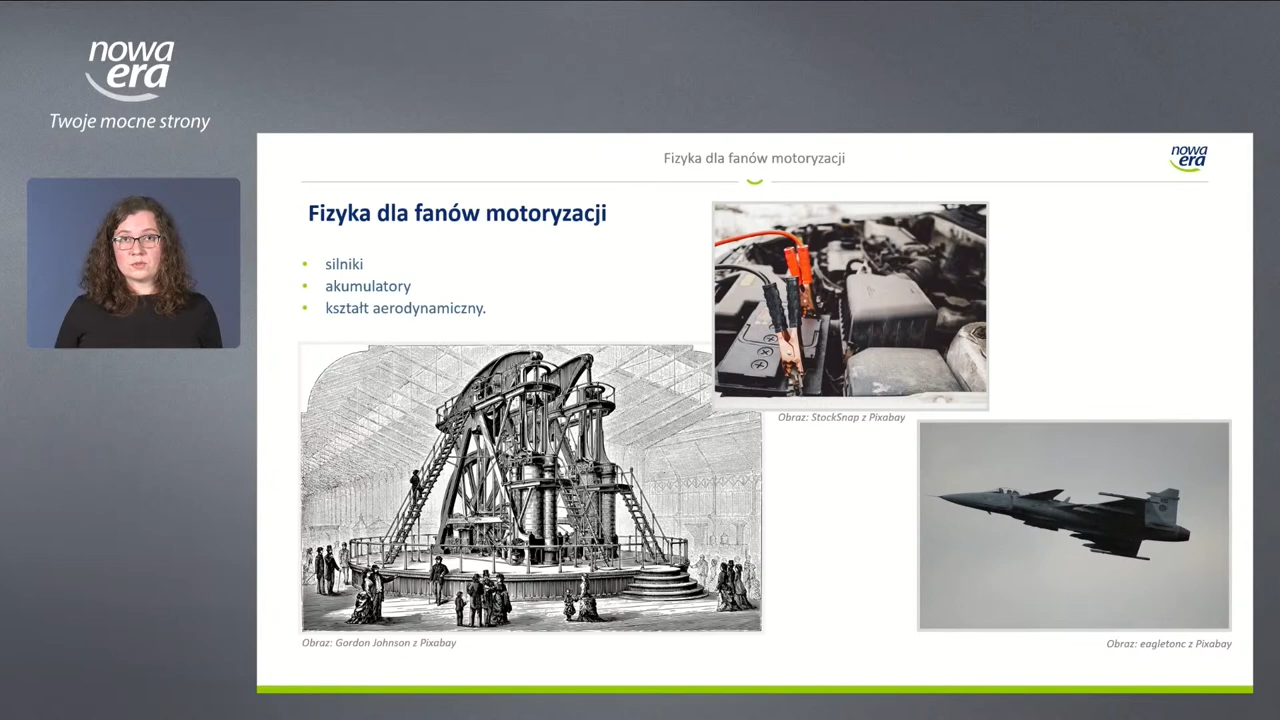 nowa
era
Twoje mocne strony
Fizyka dla fanów motoryzacji
nowa
era
Fizyka dla fanów motoryzacji
• silniki
• akumulatory
• kształt aerodynamiczny.
Obraz: StockSnap z Pixabay
Obraz: Gordon Johnson z Pixabay
Obraz: eagletonc z Pixabay